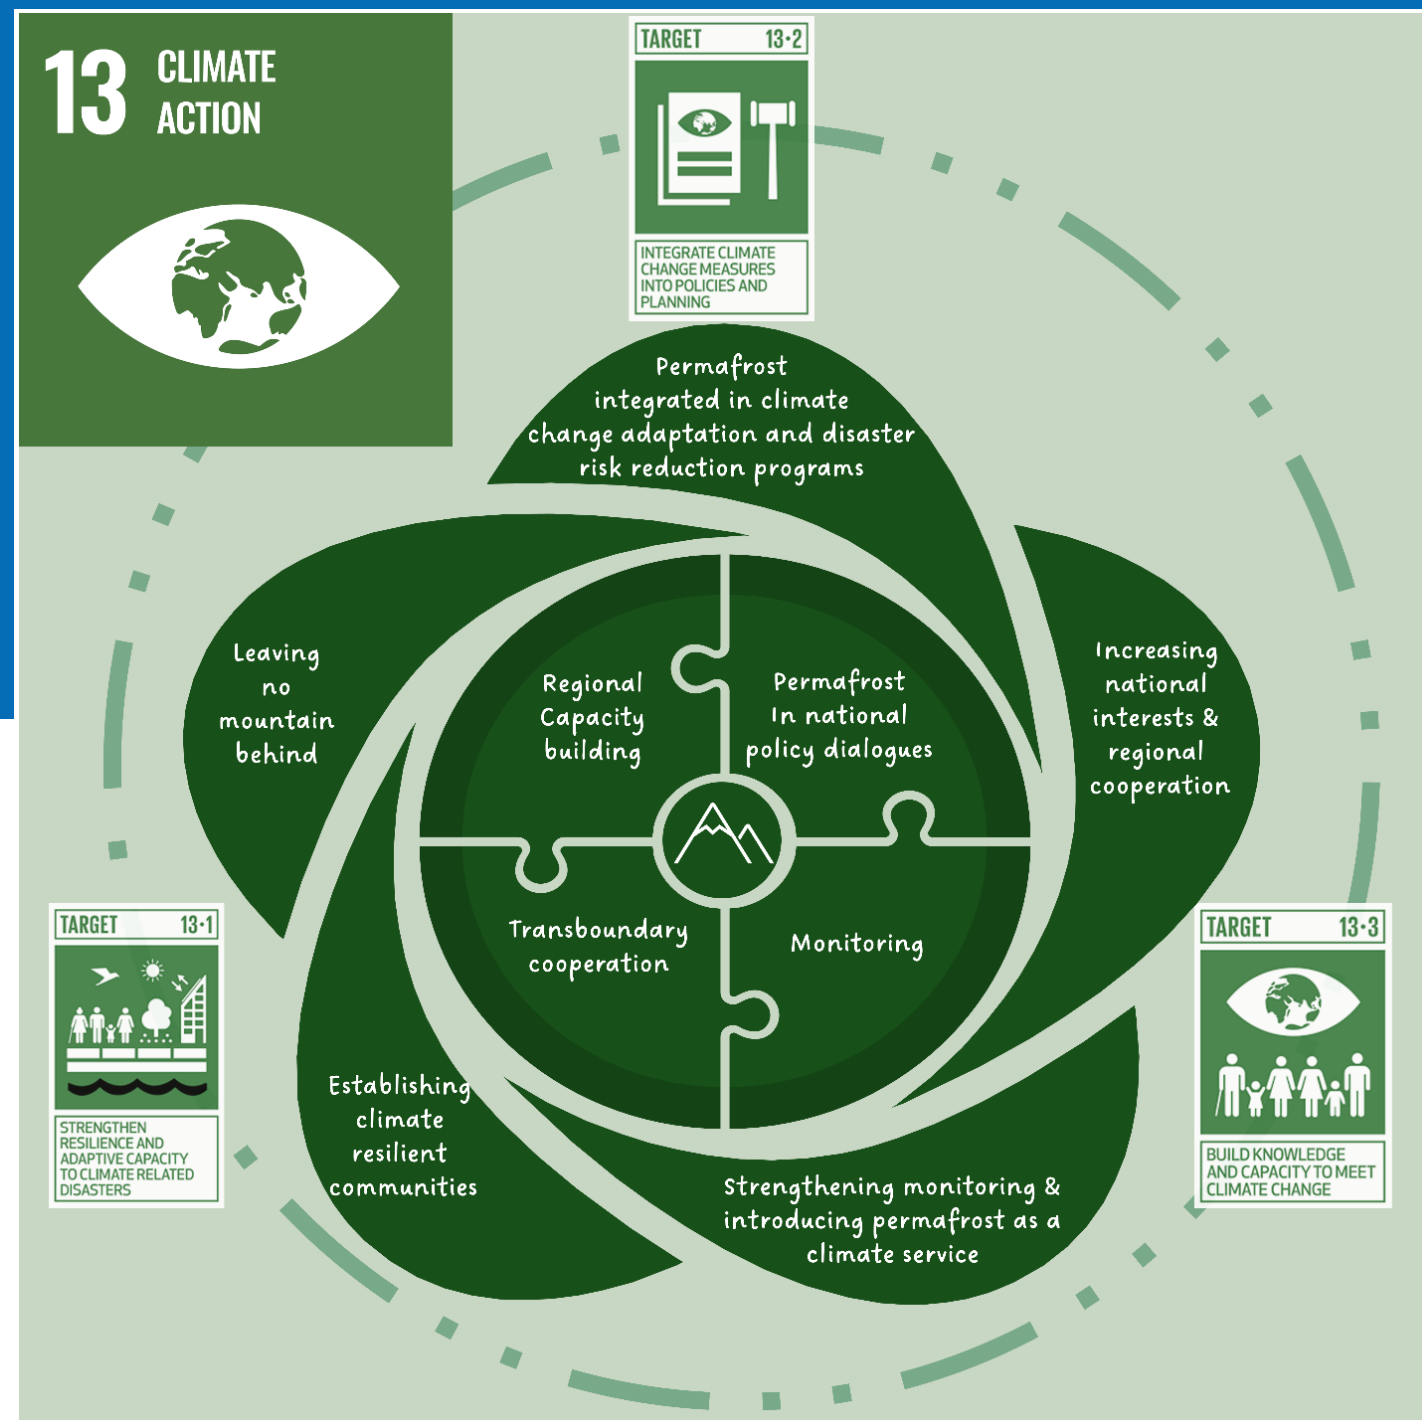 13 CLIMATE
ACTION
TARGET 13·2
INTEGRATE CLIMATE
CHANGE MEASURES
INTO POLICIES AND
PLANNING
Permafrost
integrated in climate
change adaptation and disaster
risk reduction programs
Leaving
no
mountain
behind
Increasing
national
interests &
regional
cooperation
Regional
Capacity
building
Permafrost
In national
policy dialogues
Transboundary
cooperation
Monitoring
TARGET 13·1
STRENGTHEN
RESILIENCE AND
ADAPTIVE CAPACITY
TO CLIMATE RELATED
DISASTERS
TARGET 13·3
BUILD KNOWLEDGE
AND CAPACITY TO MEET
CLIMATE CHANGE
Establishing
climate
resilient
communities
Strengthening monitoring &
introducing permafrost as a
climate service